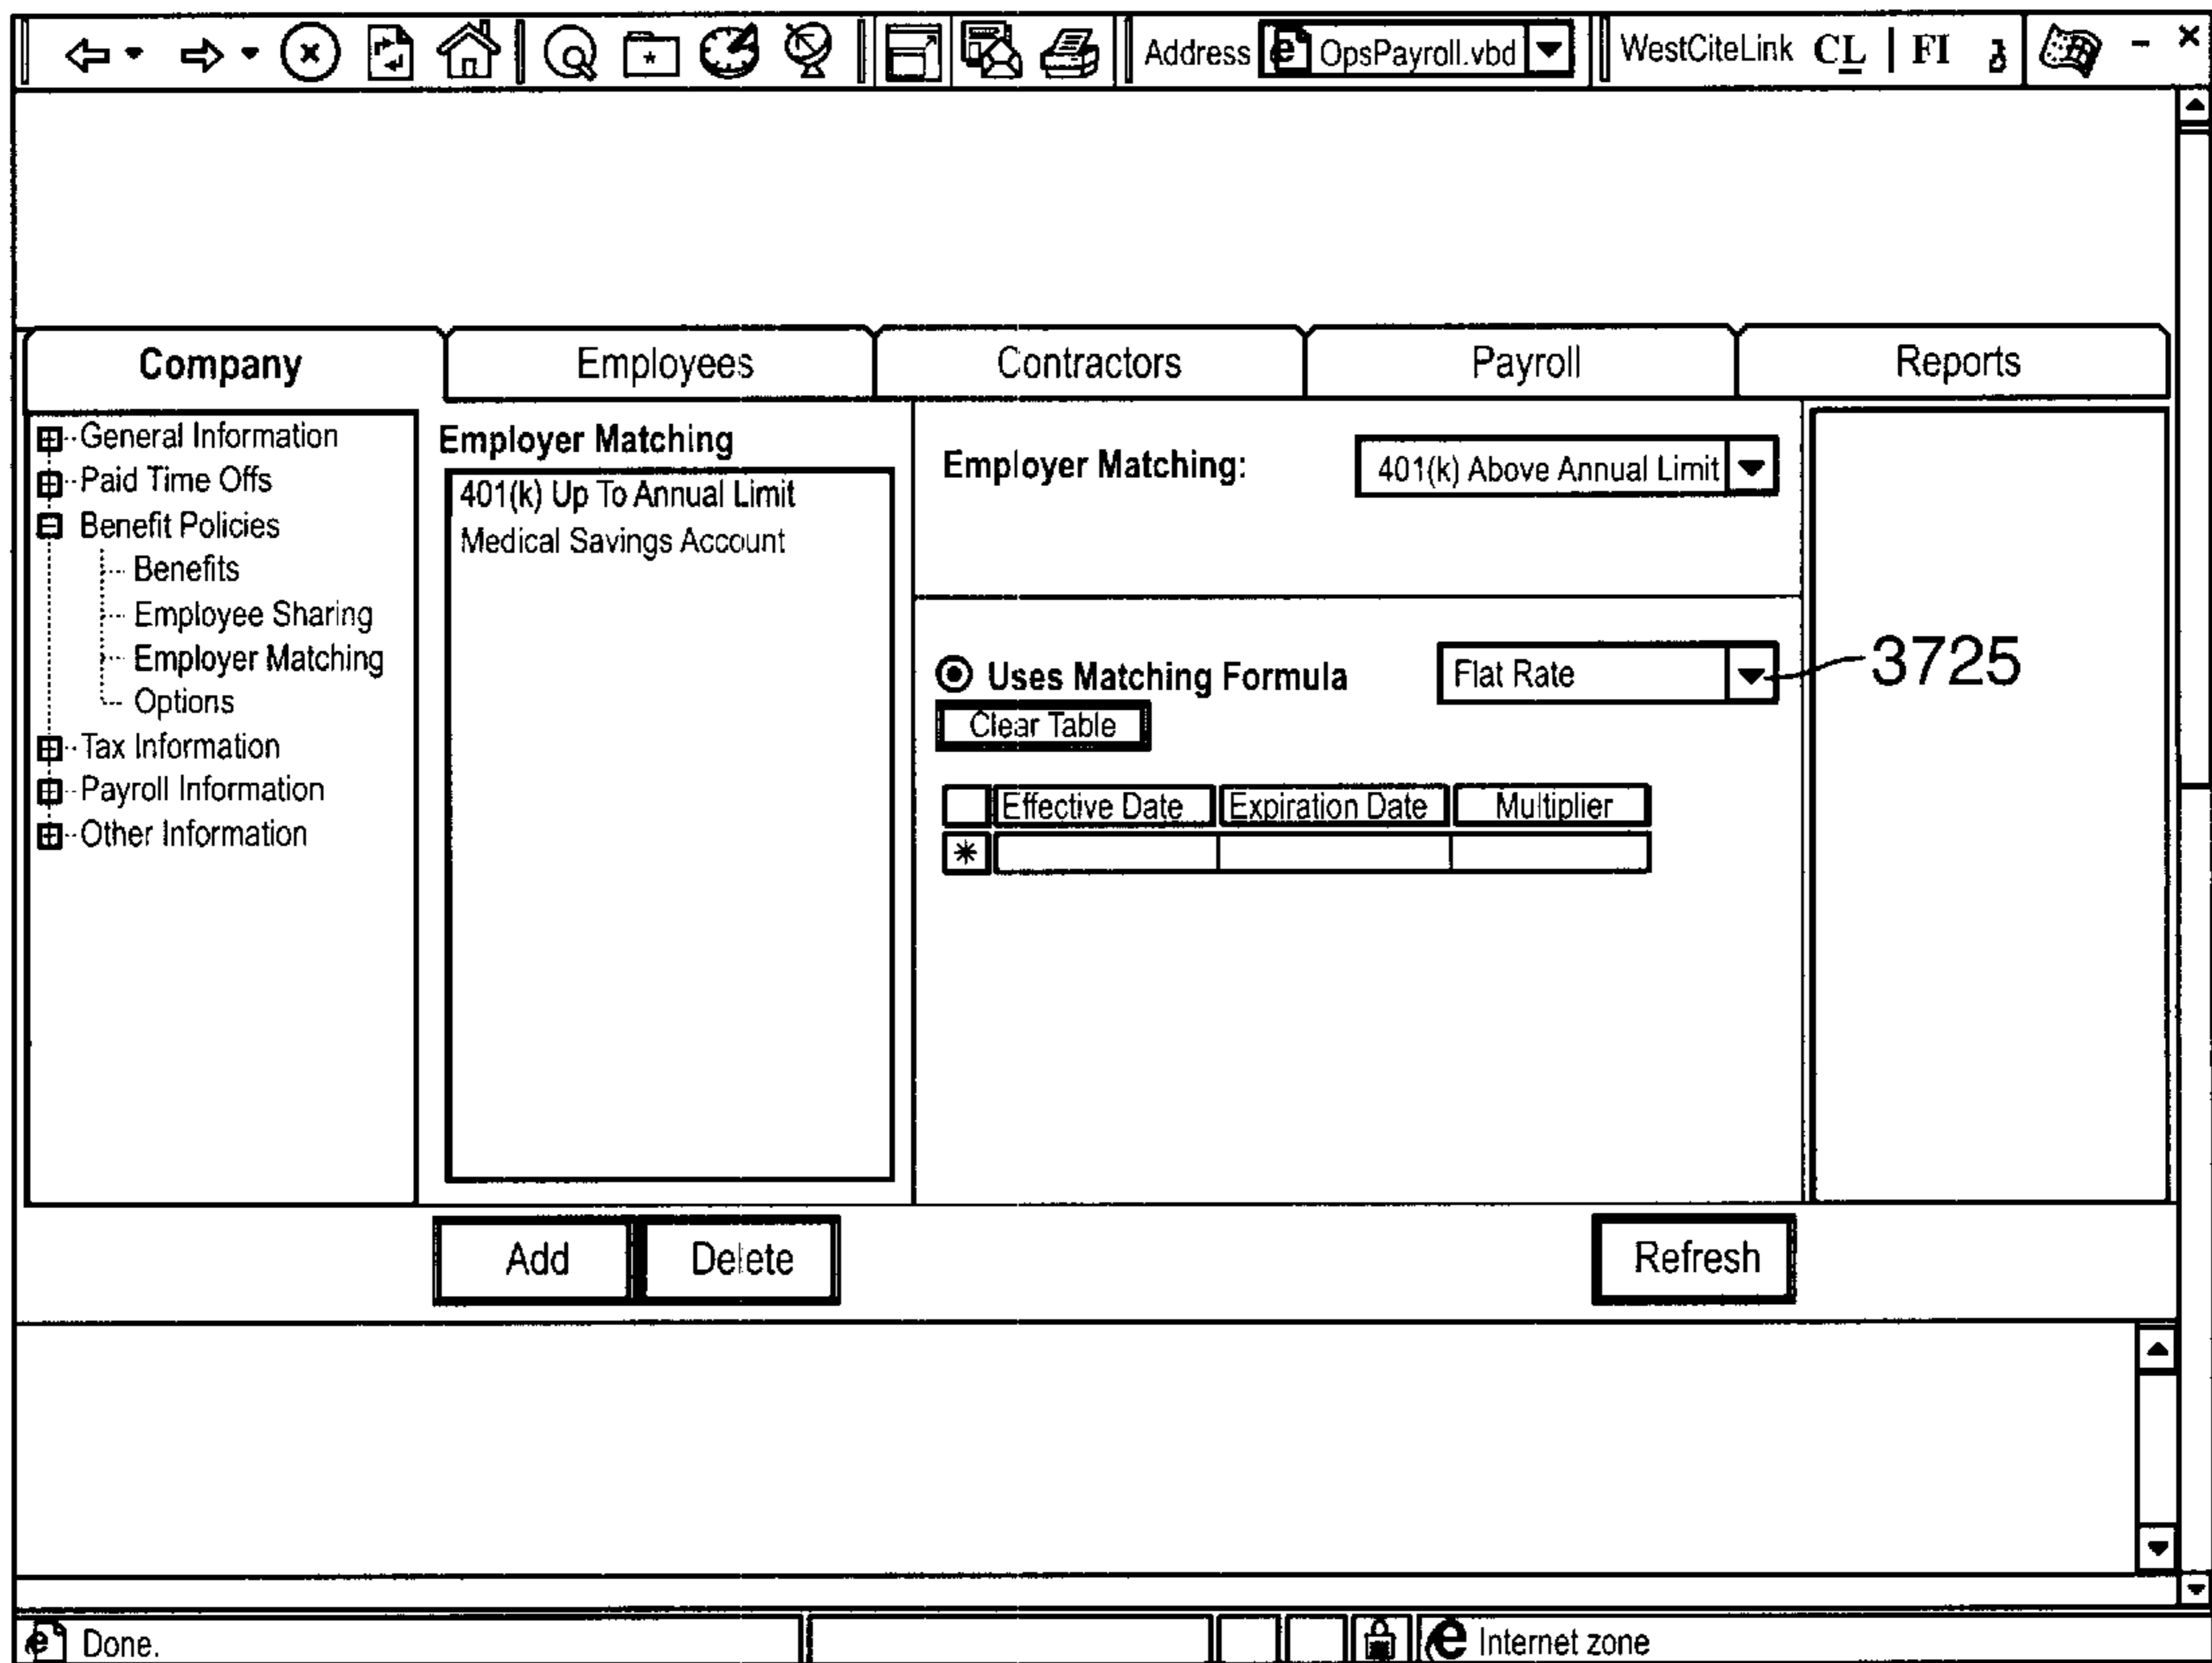 Address OpsPayroll.vbd WestCiteLink CL | FI
Company Employees Contractors Payroll Reports
General Information
Paid Time Offs
Benefit Policies
Benefits
Employee Sharing
Employer Matching
Options
Tax Information
Payroll Information
Other Information
Employer Matching
401(k) Up To Annual Limit
Medical Savings Account
Employer Matching: 401(k) Above Annual Limit
Uses Matching Formula Flat Rate 3725
Clear Table
Effective Date Expiration Date Multiplier
*
Add Delete Refresh
Done. Internet zone